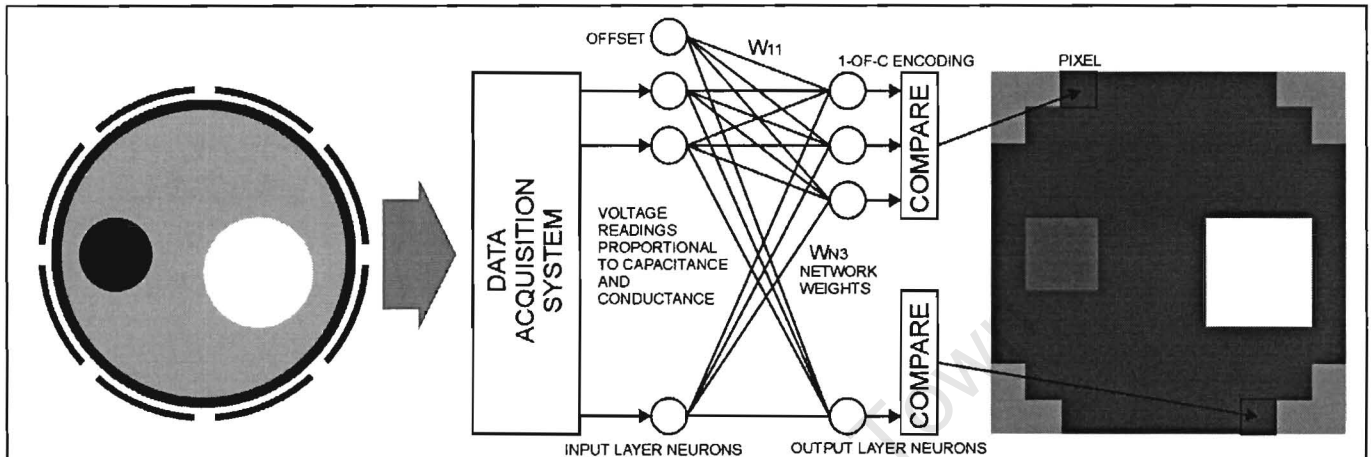 OFFSET
W11
1-OF-C ENCODING
PIXEL
DATA
ACQUISITION
SYSTEM
VOLTAGE
READINGS
PROPORTIONAL
TO CAPACITANCE
AND
CONDUCTANCE
WN3
NETWORK
WEIGHTS
COMPARE
COMPARE
INPUT LAYER NEURONS
OUTPUT LAYER NEURONS
Town